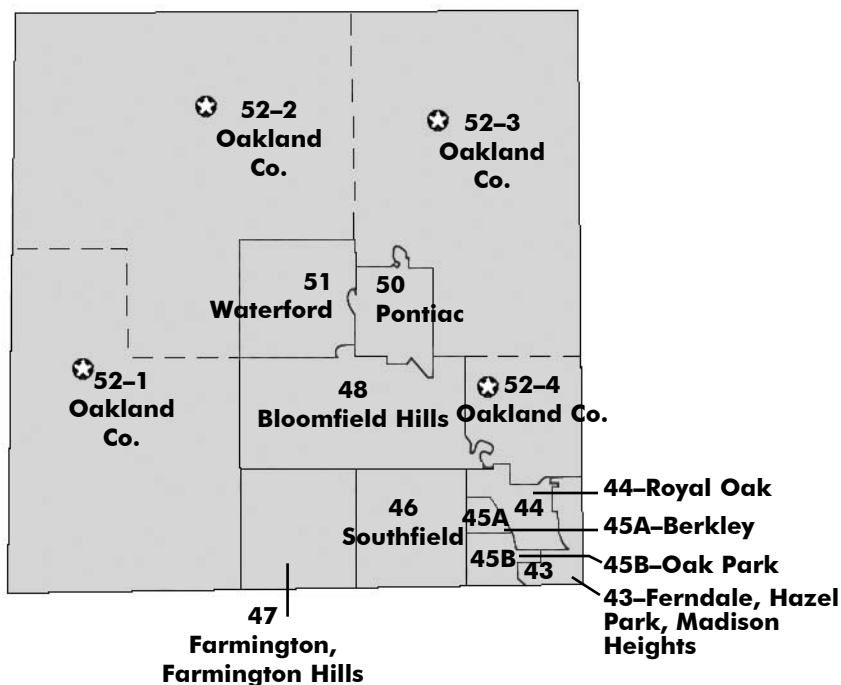 52–2
Oakland
Co.
52–3
Oakland
Co.
51
Waterford
50
Pontiac
52–1
Oakland
Co.
48
Bloomfield Hills
52–4
Oakland Co.
46
Southfield
45A
44
45B
43
44–Royal Oak
45A–Berkley
45B–Oak Park
43–Ferndale, Hazel
Park, Madison
Heights
47
Farmington,
Farmington Hills